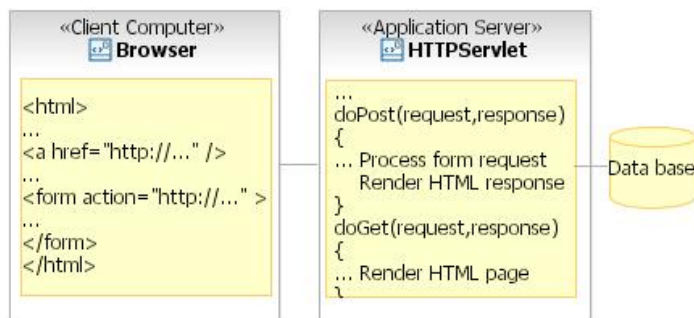 «Client Computer»
Browser
<html>
...
<a href="http://..." />
...
<form action="http://..." >
...
</form>
</html>
«Application Server»
HTTPServlet
...
doPost(request,response)
{
... Process form request
Render HTML response
}
doGet(request,response)
{
... Render HTML page
}
Data base